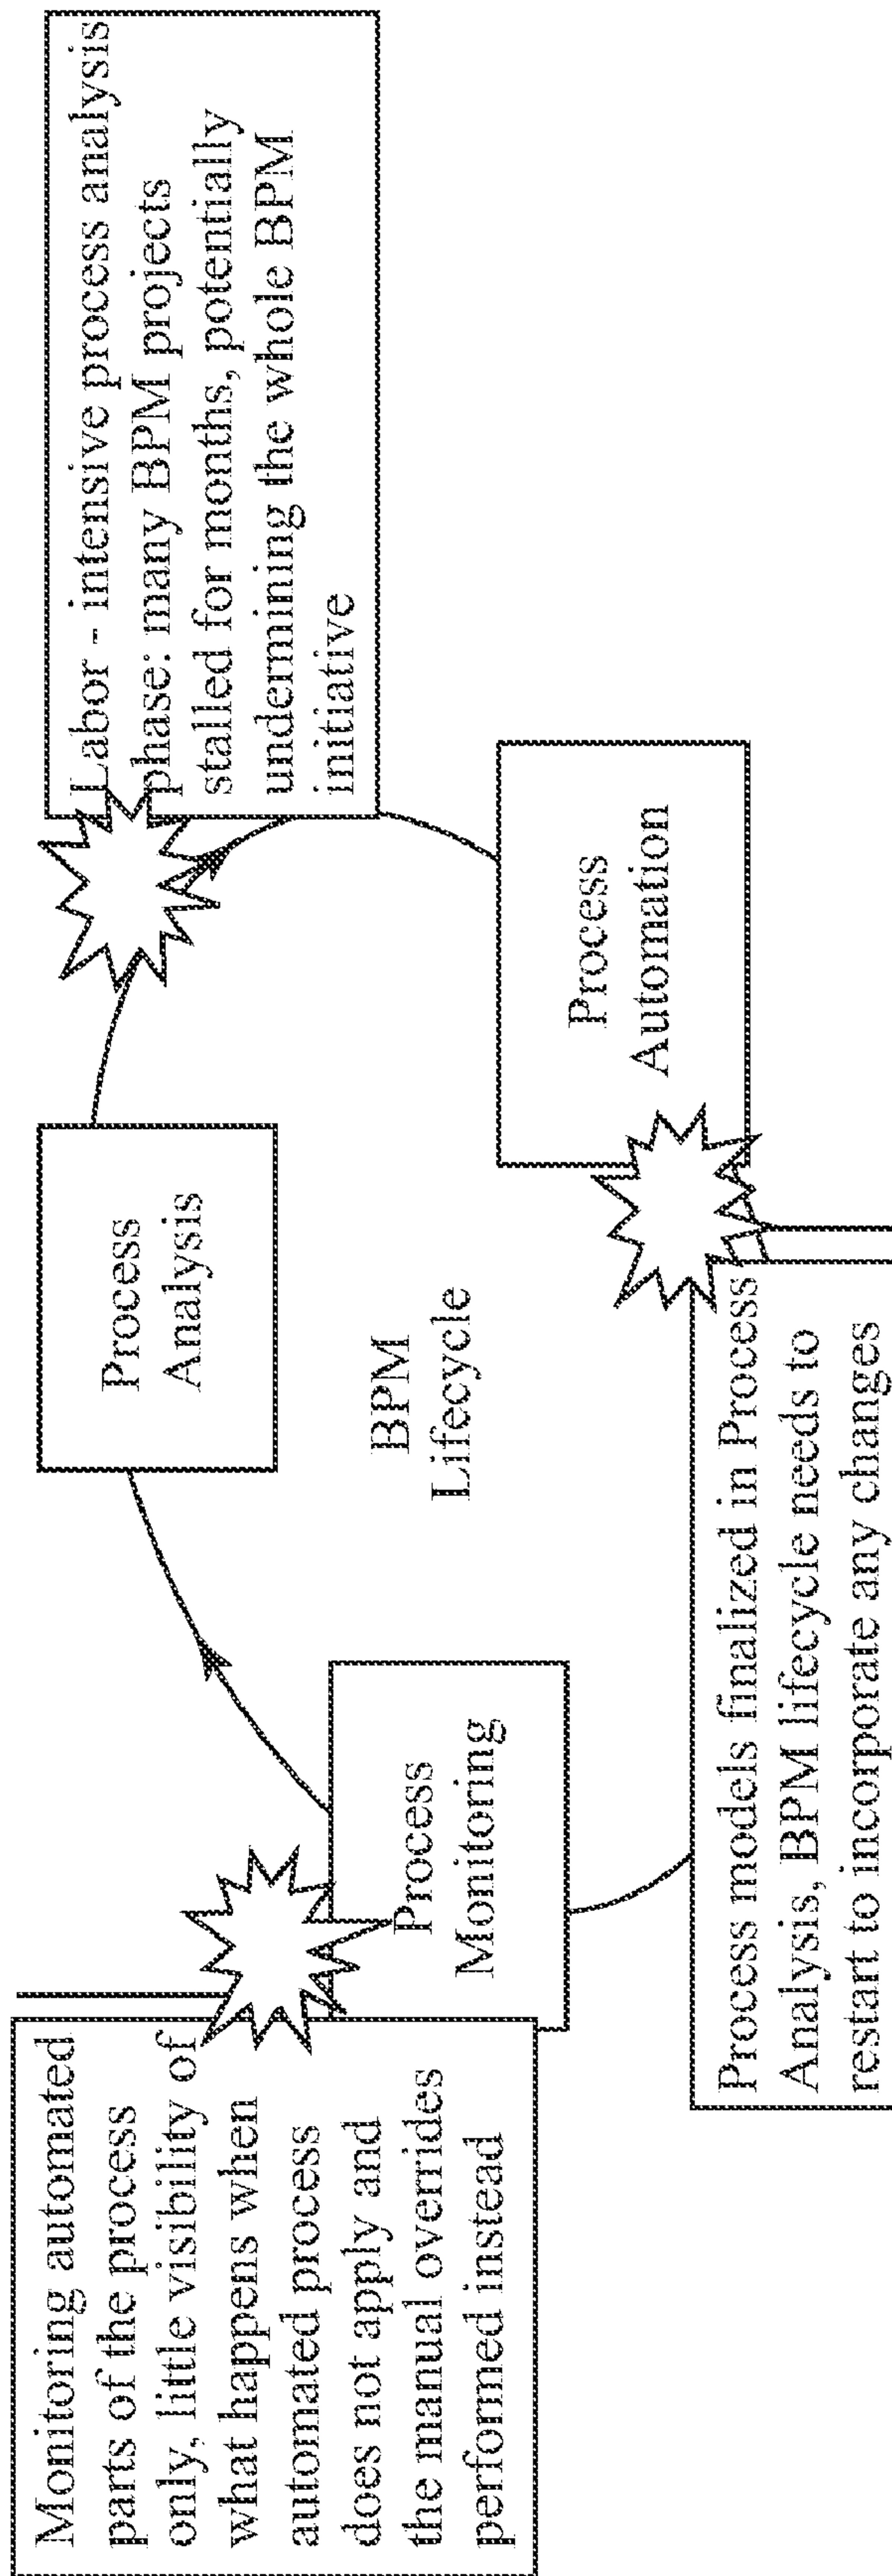 Monitoring automated
parts of the process
only, little visibility of
what happens when
automated process
does not apply and
the manual overrides
performed instead
Process
Monitoring
Process
Analysis
BPM
Lifecycle
Labor - intensive process analysis
phase: many BPM projects
stalled for months, potentially
undermining the whole BPM
initiative
Process
Automation
Process models finalized in Process
Analysis, BPM lifecycle needs to
restart to incorporate any changes